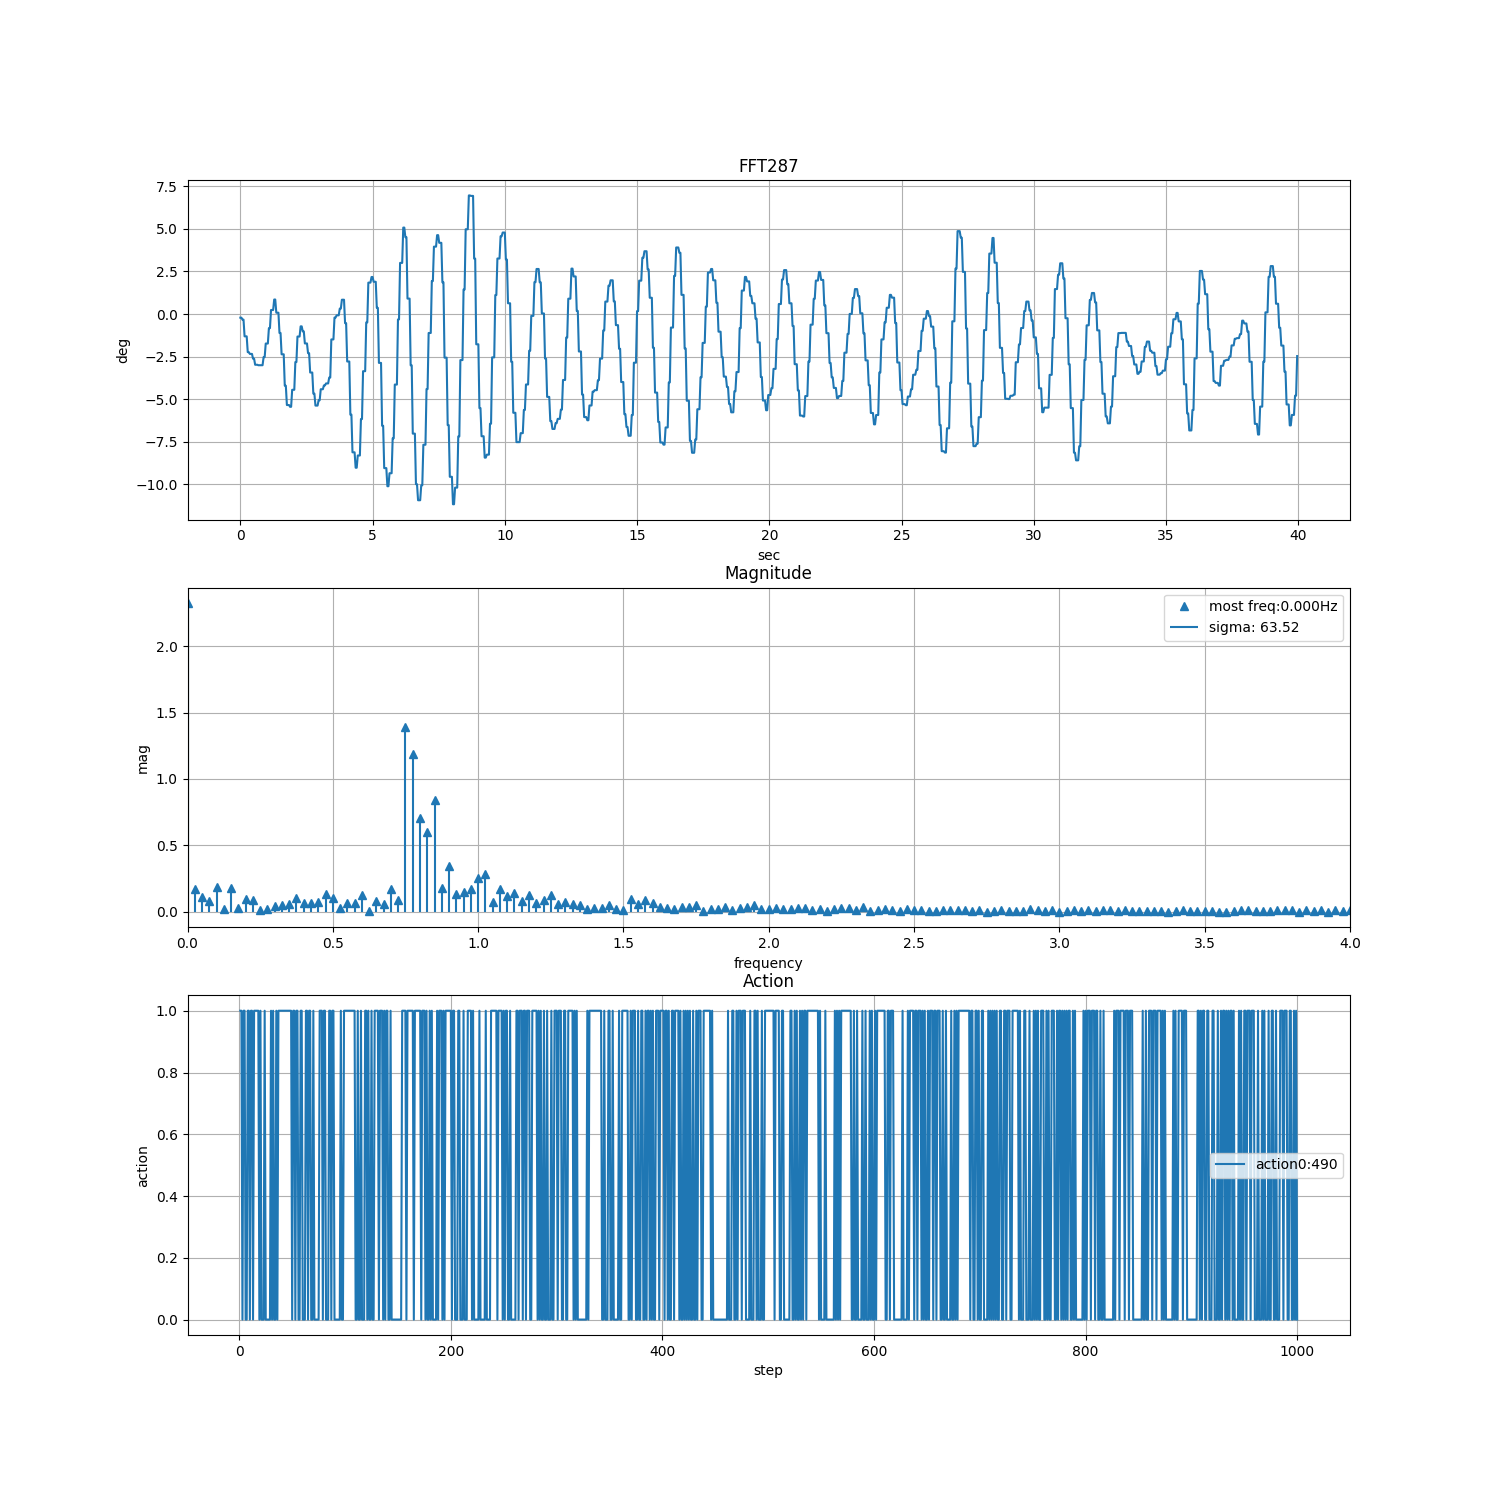 FFT287
7.5
5.0
2.5
0.0
−2.5
−5.0
−7.5
−10.0
deg
0 5 10 15 20 25 30 35 40
sec
Magnitude
most freq:0.000Hz
sigma: 63.52
2.0
1.5
1.0
0.5
0.0
mag
0.0 0.5 1.0 1.5 2.0 2.5 3.0 3.5 4.0
frequency
Action
1.0
0.8
0.6
0.4
0.2
0.0
action
action0:490
0 200 400 600 800 1000
step